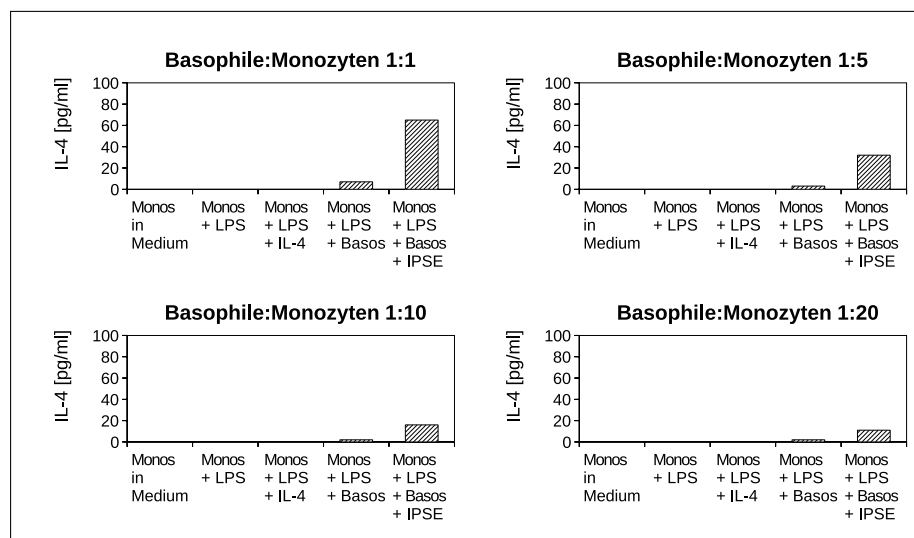 Basophile:Monozyten 1:1
IL-4 [pg/ml]
100
80
60
40
20
0
Monos Monos Monos Monos Monos
in + LPS + LPS + LPS + LPS
Medium + IL-4 + Basos + Basos
+ IPSE
Basophile:Monozyten 1:5
IL-4 [pg/ml]
100
80
60
40
20
0
Monos Monos Monos Monos Monos
in + LPS + LPS + LPS + LPS
Medium + IL-4 + Basos + Basos
+ IPSE
Basophile:Monozyten 1:10
IL-4 [pg/ml]
100
80
60
40
20
0
Monos Monos Monos Monos Monos
in + LPS + LPS + LPS + LPS
Medium + IL-4 + Basos + Basos
+ IPSE
Basophile:Monozyten 1:20
IL-4 [pg/ml]
100
80
60
40
20
0
Monos Monos Monos Monos Monos
in + LPS + LPS + LPS + LPS
Medium + IL-4 + Basos + Basos
+ IPSE